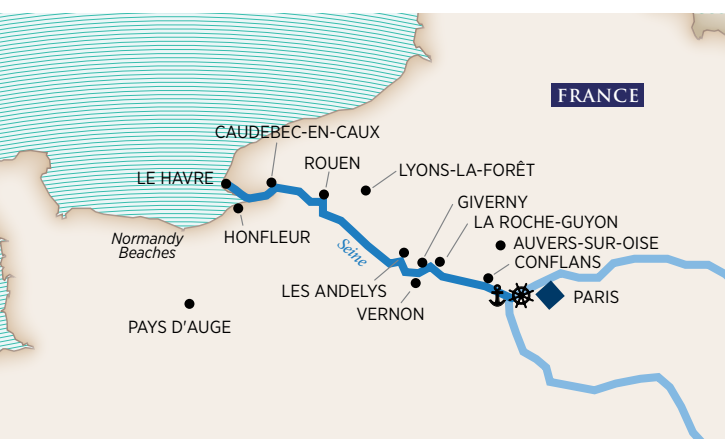 FRANCE
CAUDEBEC-EN-CAUX
ROUEN
LE HAVRE
LYONS-LA-FORÊT
GIVERNY
LA ROCHE-GUYON
Normandy
Beaches
HONFLEUR
Seine
AUVERS-SUR-OISE
CONFLANS
LES ANDELYS
VERNON
PARIS
PAYS D'AUGE